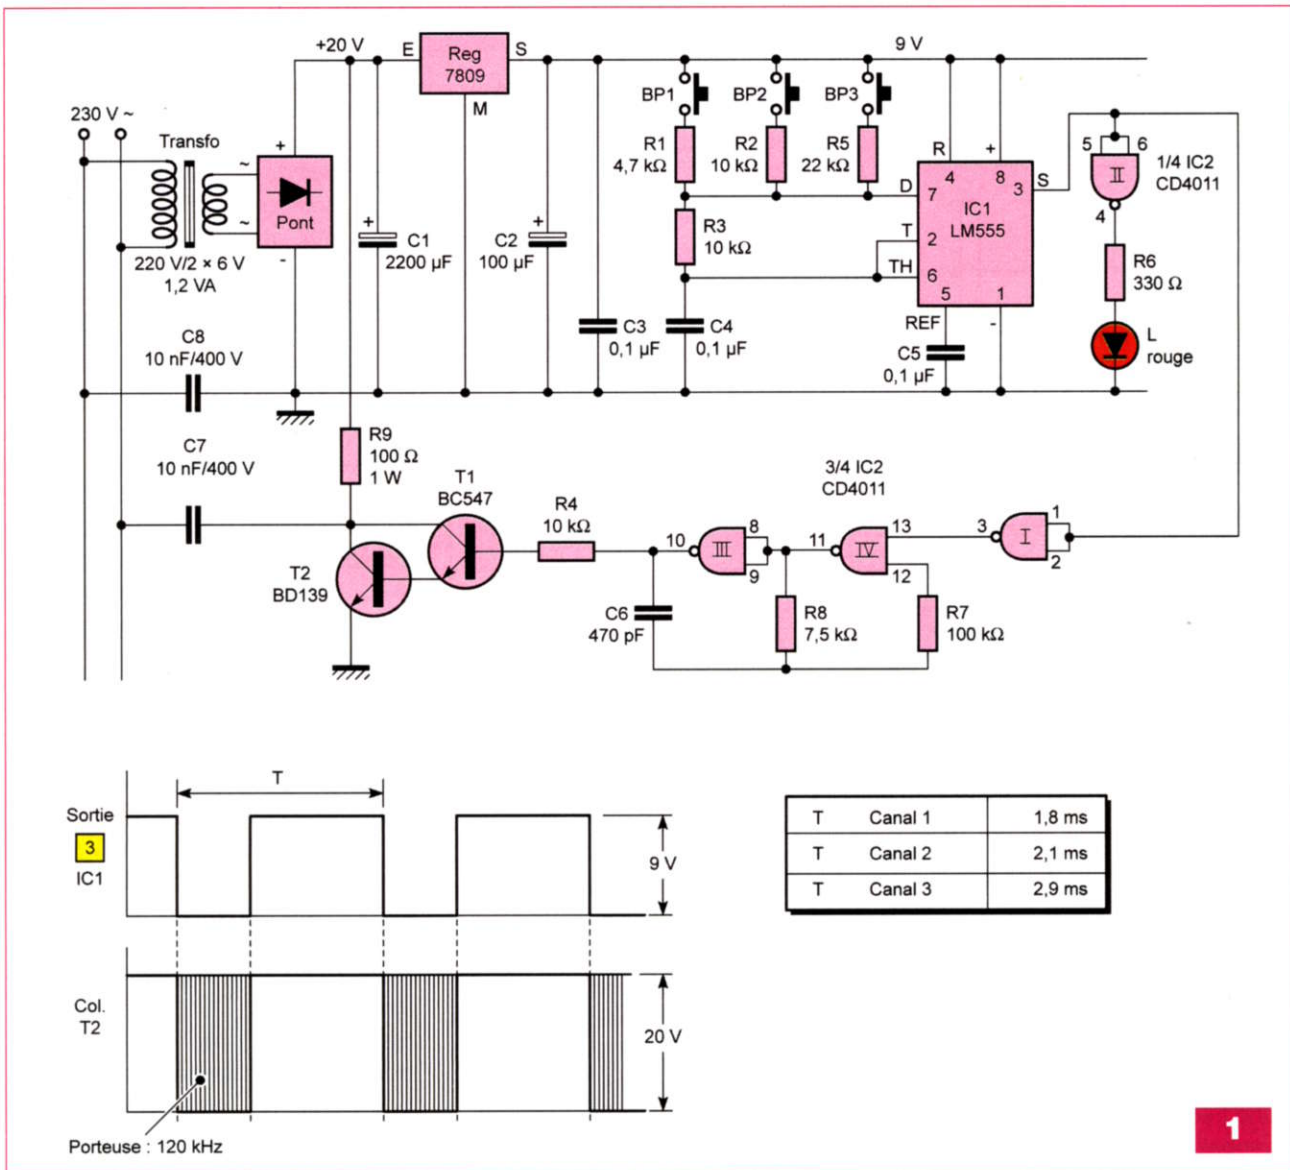 +20 V
E
Reg
7809
S
M
9 V
230 V ~
Transfo
+
~
Pont
~
-
220 V/2 × 6 V
1,2 VA
+
C1
2200 µF
C2
100 µF
+
C3
0,1 µF
C4
0,1 µF
BP1
BP2
BP3
R1
4,7 kΩ
R2
10 kΩ
R5
22 kΩ
R3
10 kΩ
R
+
D
T
TH
4
8
7
3
2
6
5
1
IC1
LM555
S
REF
-
C5
0,1 µF
5
6
II
4
1/4 IC2
CD4011
R6
330 Ω
L
rouge
C8
10 nF/400 V
C7
10 nF/400 V
R9
100 Ω
1 W
T1
BC547
T2
BD139
R4
10 kΩ
3/4 IC2
CD4011
10
III
8
9
11
IV
13
12
3
I
1
2
C6
470 pF
R8
7,5 kΩ
R7
100 kΩ
T
Sortie
3
IC1
9 V
Col.
T2
20 V
Porteuse : 120 kHz
T Canal 1 1,8 ms
T Canal 2 2,1 ms
T Canal 3 2,9 ms
1